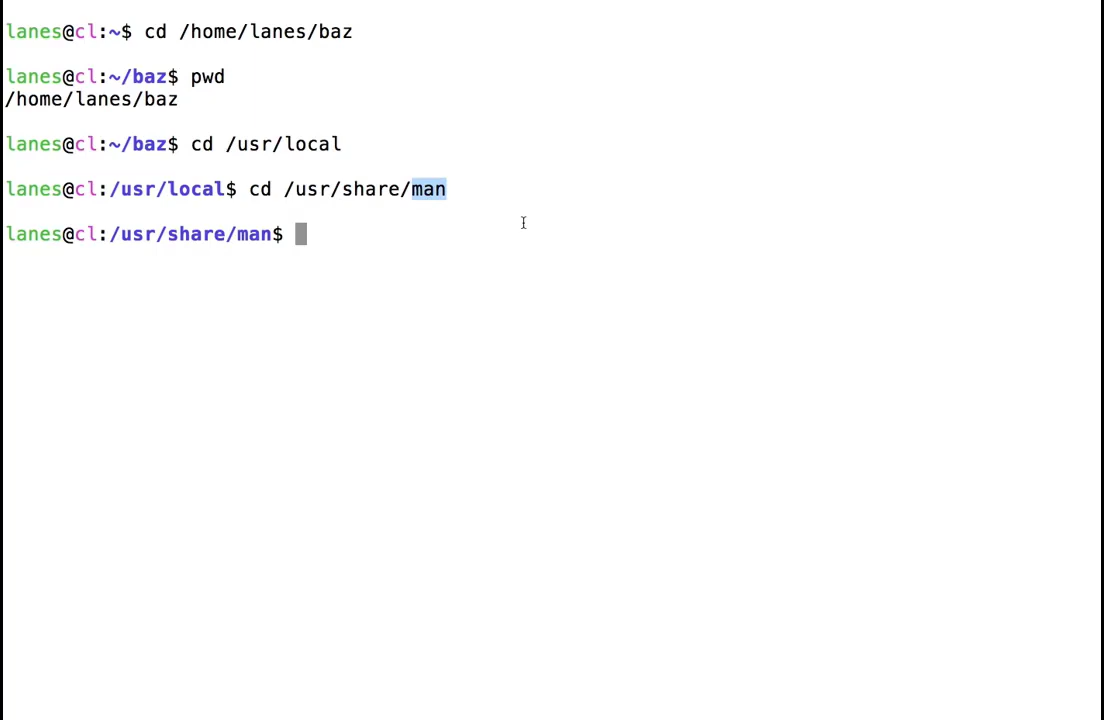 lanes@cl:~$ cd /home/lanes/baz
lanes@cl:~/baz$ pwd
/home/lanes/baz
lanes@cl:~/baz$ cd /usr/local
lanes@cl:/usr/local$ cd /usr/share/man
lanes@cl:/usr/share/man$